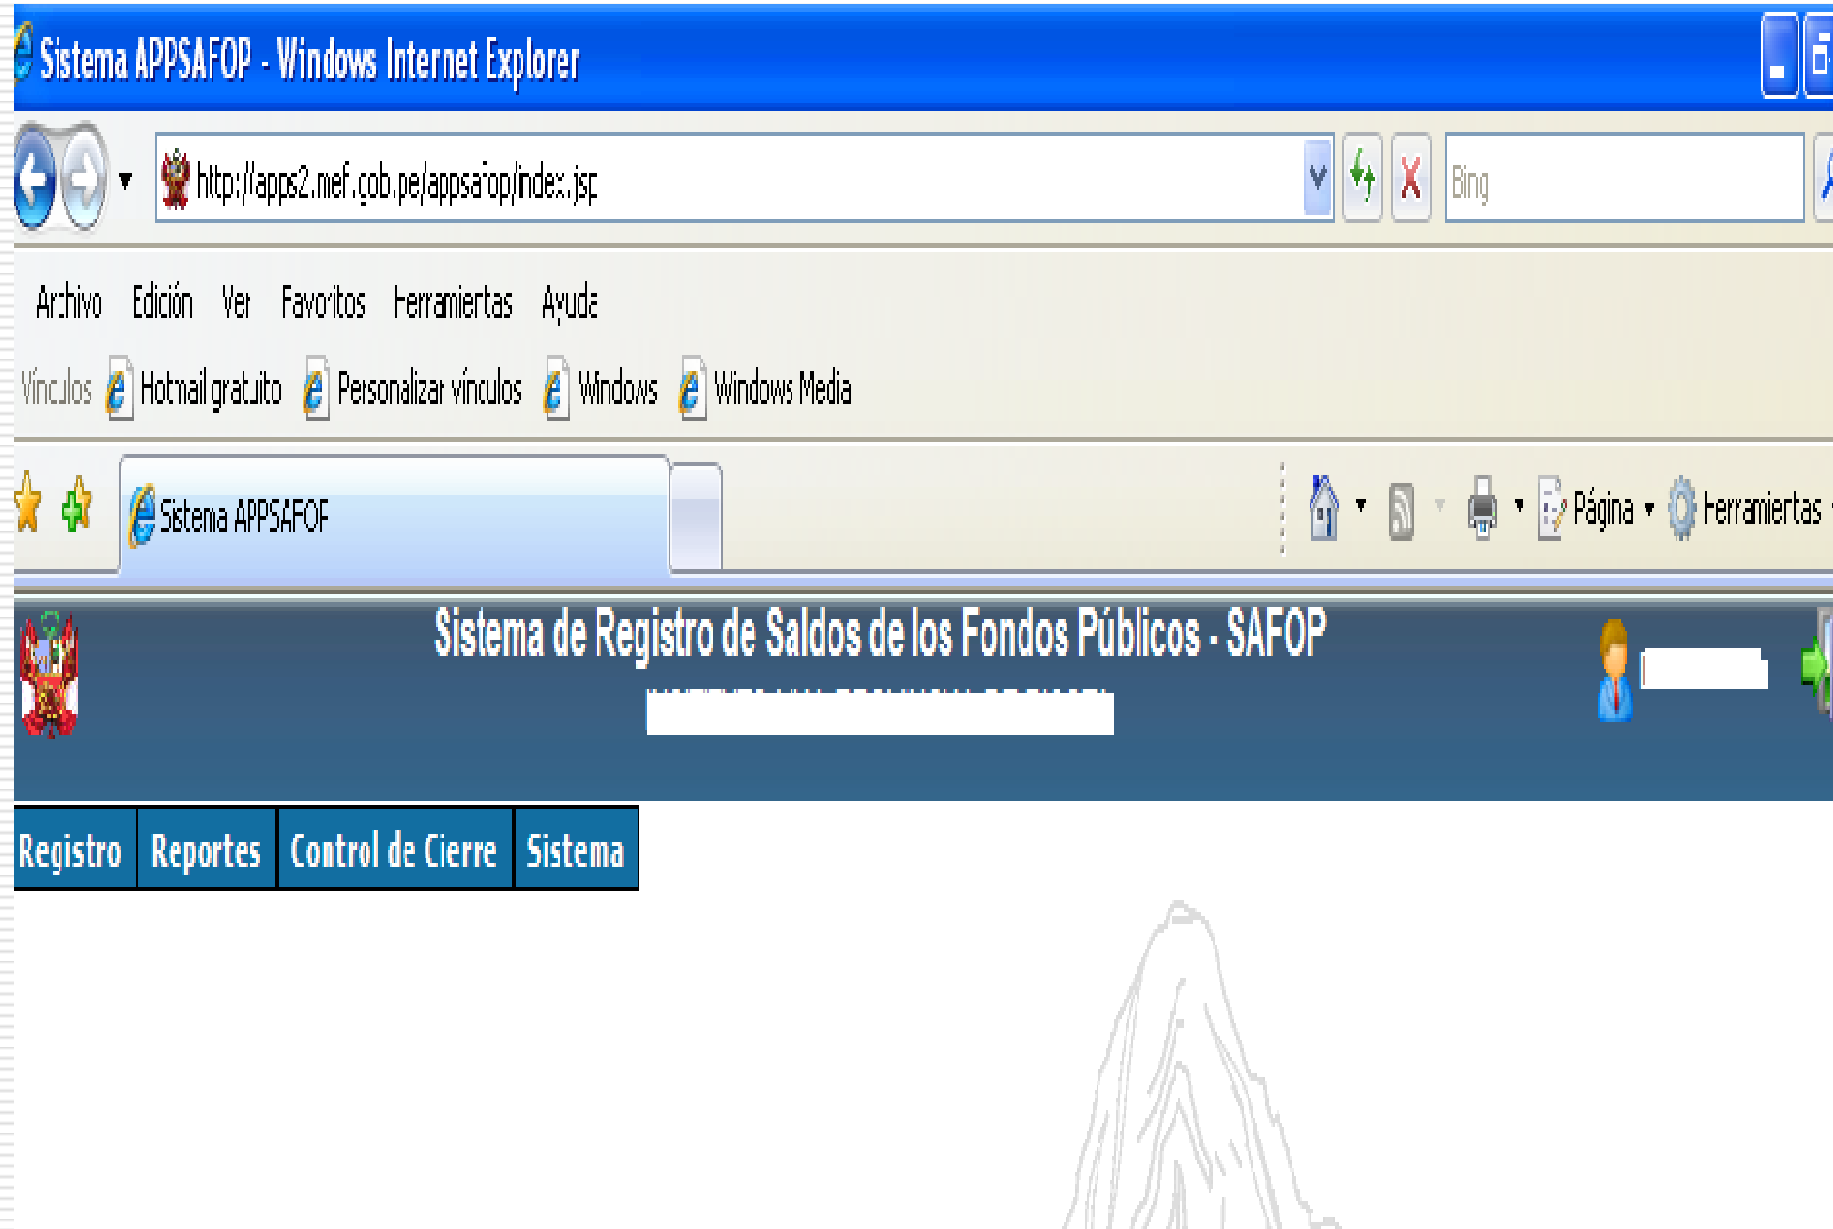 Sistema APPSAFOP - Windows Internet Explorer
http://apps2.mef.gob.pe/appsafop/index.jsp
Bing
Archivo Edición Ver Favoritos Herramientas Ayuda
Vínculos Hotmail gratuito Personalizar vínculos Windows Windows Media
Sistema APPSAFOP
Página Herramientas
Sistema de Registro de Saldos de los Fondos Públicos - SAFOP
Registro Reportes Control de Cierre Sistema